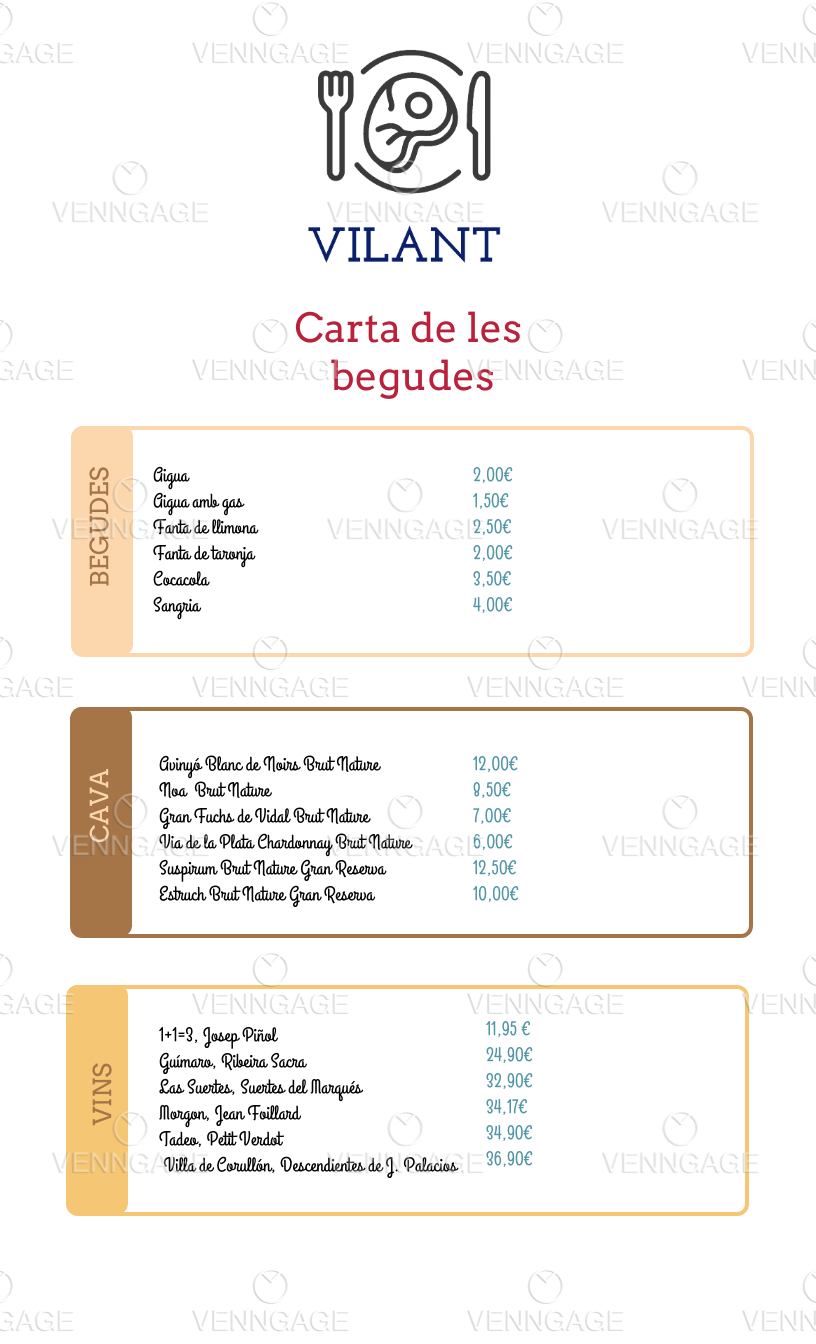 VILANT
Carta de les
begudes
BEGUDES
Aigua 2,00€
Aigua amb gas 1,50€
Fanta de llimona 2,50€
Fanta de taronja 2,00€
Cocacola 3,50€
Sangria 4,00€
CAVA
Avinyó Blanc de Noirs Brut Nature 12,00€
Noa Brut Nature 8,50€
Gran Fuchs de Vidal Brut Nature 7,00€
Via de la Plata Chardonnay Brut Nature 6,00€
Suspirum Brut Nature Gran Reserva 12,50€
Estruch Brut Nature Gran Reserva 10,00€
VINS
1+1=3, Josep Piñol 11,95 €
Guímaro, Ribeira Sacra 24,90€
Las Suertes, Suertes del Marqués 32,90€
Morgon, Jean Foillard 34,17€
Tadeo, Petit Verdot 34,90€
Villa de Corullón, Descendientes de J. Palacios 36,90€
VENNGAGE